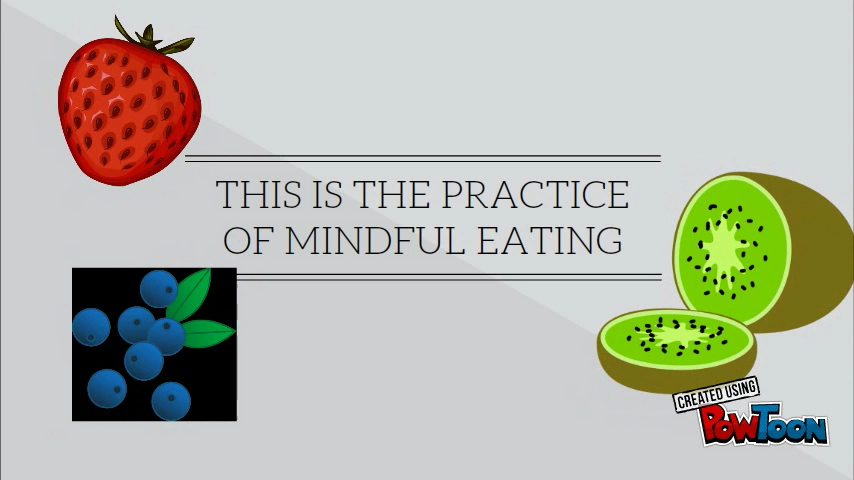 THIS IS THE PRACTICE
OF MINDFUL EATING
CREATED USING
POWTOON